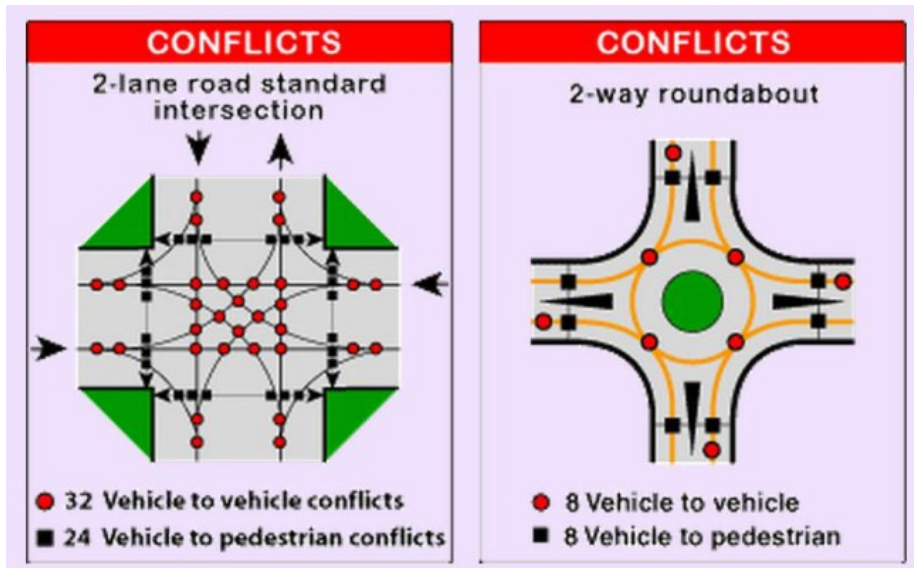 CONFLICTS
2-lane road standard
intersection
32 Vehicle to vehicle conflicts
24 Vehicle to pedestrian conflicts
CONFLICTS
2-way roundabout
8 Vehicle to vehicle
8 Vehicle to pedestrian